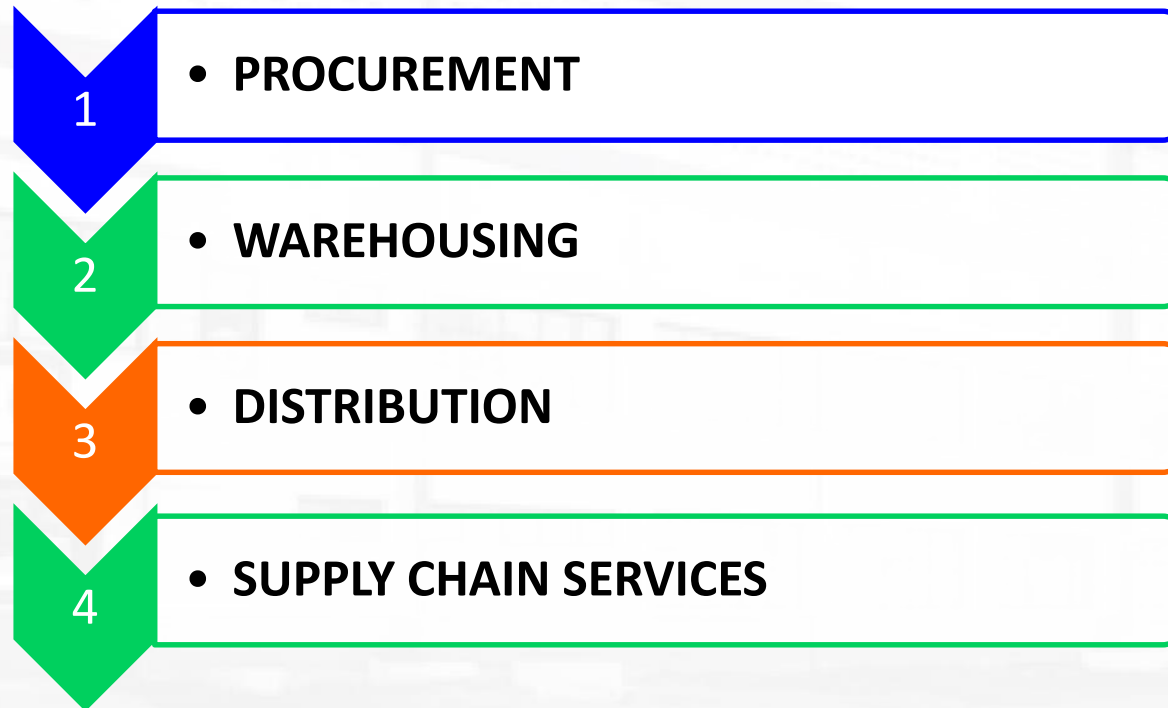 1
• PROCUREMENT
2
• WAREHOUSING
3
• DISTRIBUTION
4
• SUPPLY CHAIN SERVICES